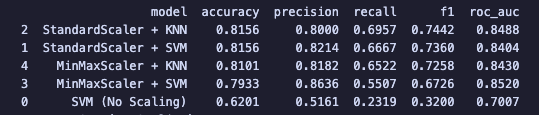 model accuracy precision recall f1 roc_auc
2 StandardScaler + KNN 0.8156 0.8000 0.6957 0.7442 0.8488
1 StandardScaler + SVM 0.8156 0.8214 0.6667 0.7360 0.8404
4 MinMaxScaler + KNN 0.8101 0.8182 0.6522 0.7258 0.8430
3 MinMaxScaler + SVM 0.7933 0.8636 0.5507 0.6726 0.8520
0 SVM (No Scaling) 0.6201 0.5161 0.2319 0.3200 0.7007